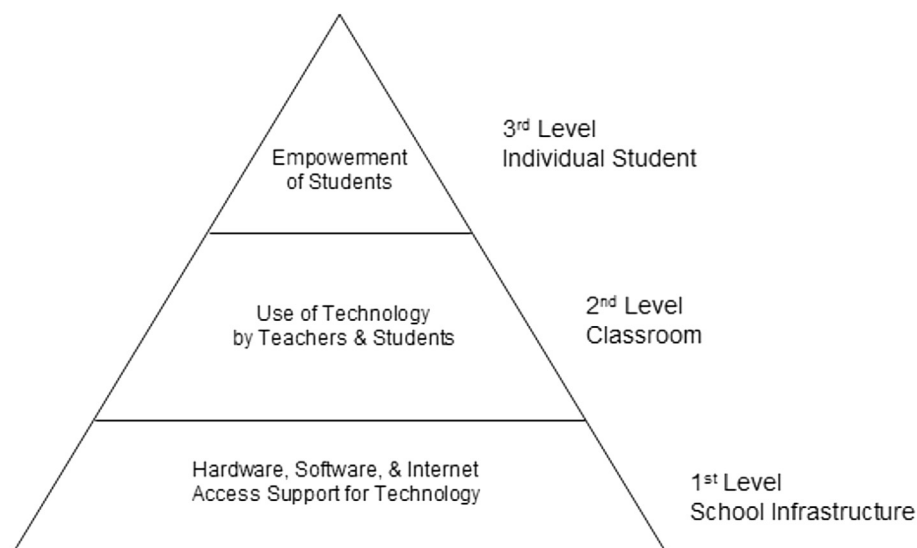 Empowerment
of Students
3rd Level
Individual Student
Use of Technology
by Teachers & Students
2nd Level
Classroom
Hardware, Software, & Internet
Access Support for Technology
1st Level
School Infrastructure